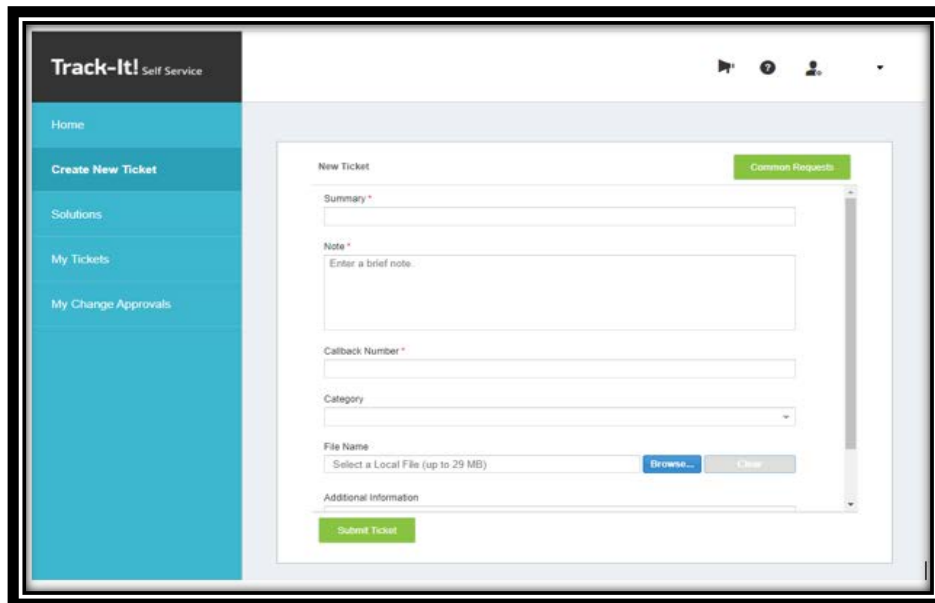 Track-It! Self Service
Home
Create New Ticket
Solutions
My Tickets
My Change Approvals
New Ticket
Common Requests
Summary *
Note *
Enter a brief note.
Callback Number *
Category
File Name
Select a Local File (up to 29 MB)
Browse...
Clear
Additional Information
Submit Ticket